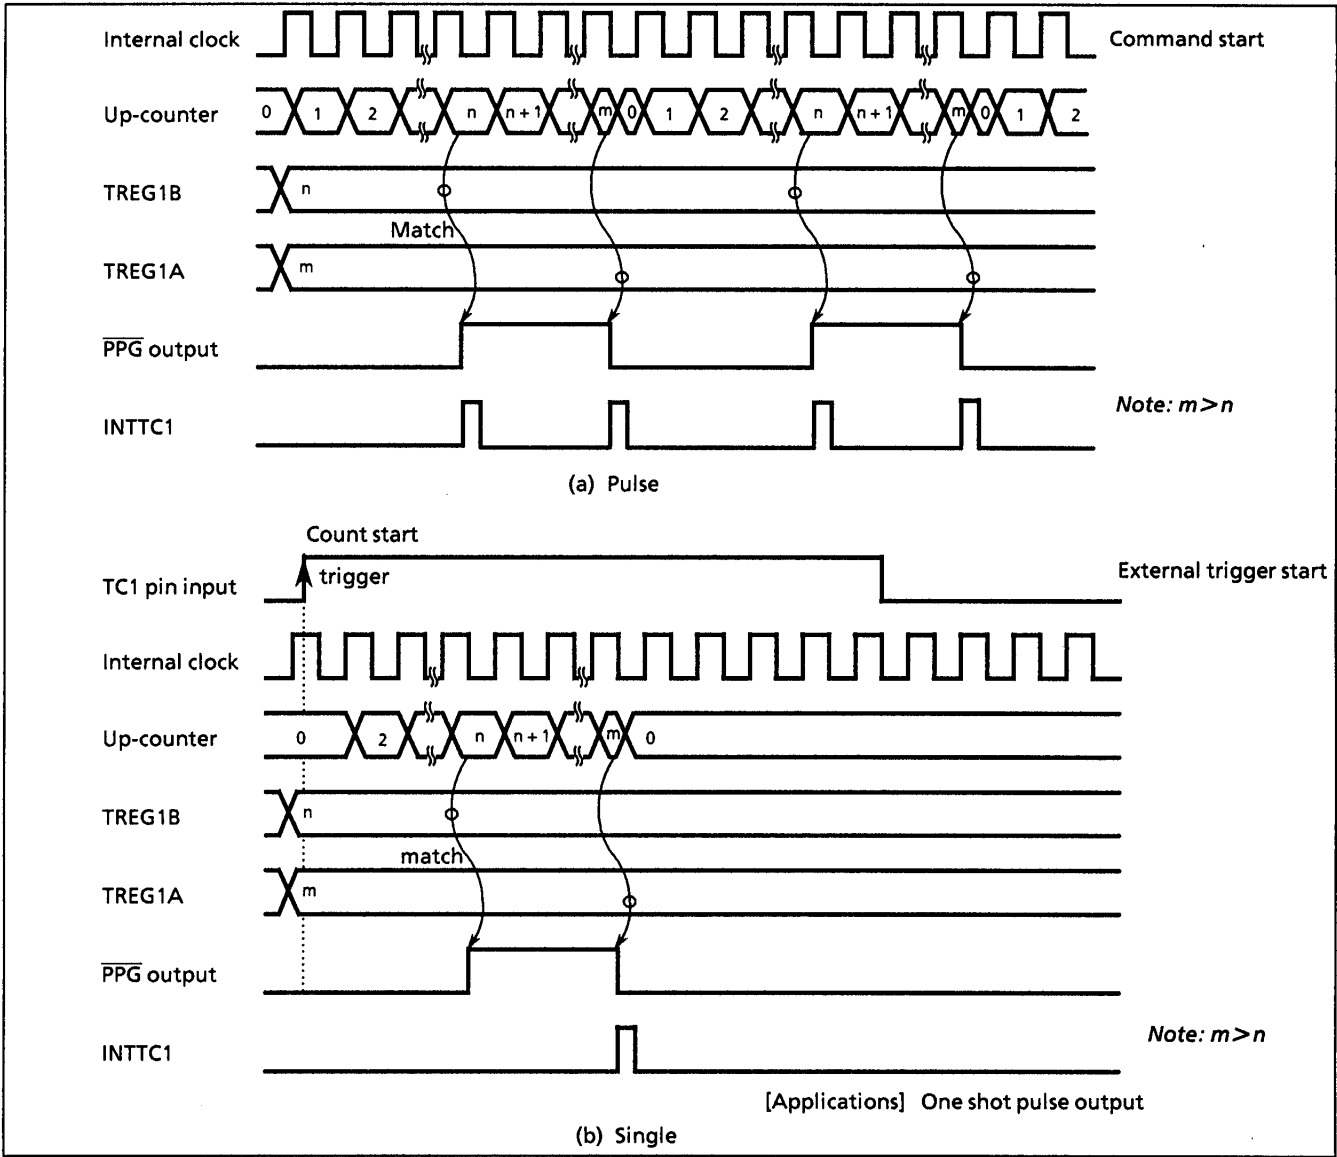 Internal clock
Command start
Up-counter
0 1 2 n n+1 m 0 1 2 n n+1 m 0 1 2
TREG1B
n
Match
TREG1A
m
PPG output
INTTC1
Note: m>n
(a) Pulse
Count start
trigger
TC1 pin input
External trigger start
Internal clock
Up-counter
0 2 n n+1 m 0
TREG1B
n
match
TREG1A
m
PPG output
INTTC1
Note: m>n
[Applications] One shot pulse output
(b) Single